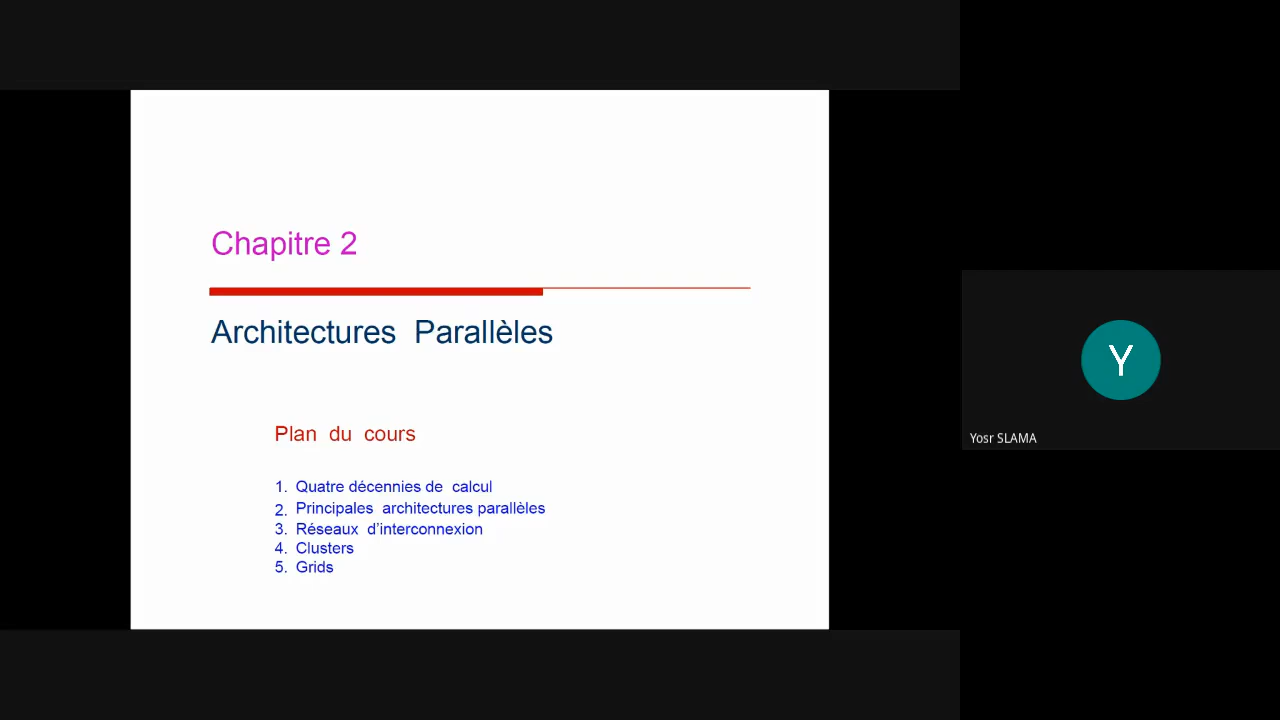 Chapitre 2
Architectures Parallèles
Plan du cours
1. Quatre décennies de calcul
2. Principales architectures parallèles
3. Réseaux d'interconnexion
4. Clusters
5. Grids
Y
Yosr SLAMA